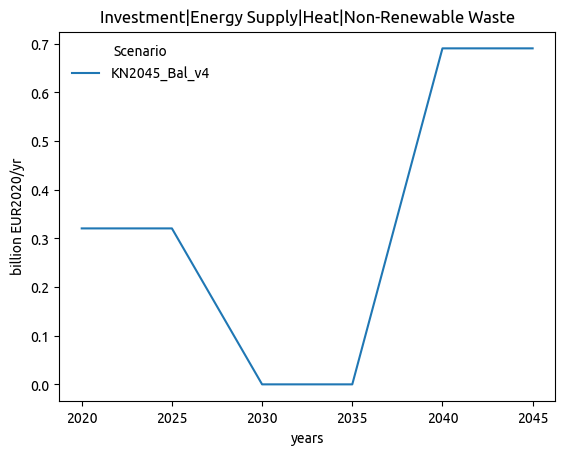 Investment|Energy Supply|Heat|Non-Renewable Waste
Scenario
KN2045_Bal_v4
billion EUR2020/yr
0.7
0.6
0.5
0.4
0.3
0.2
0.1
0.0
2020 2025 2030 2035 2040 2045
years